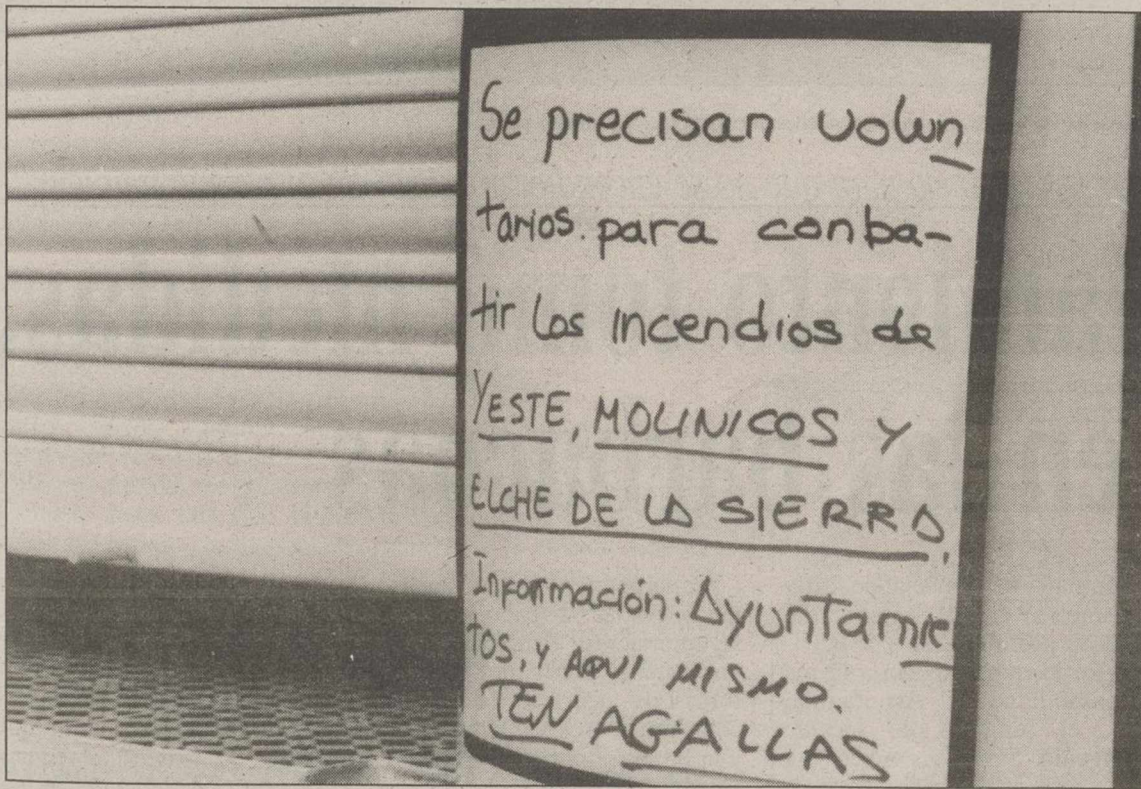 Se precisan volun
tarios. para conba-
tir los incendios de
YESTE, MOLINICOS Y
ELCHE DE LA SIERRA.
Información: Ayuntamie
tos, Y AQUI MISMO.
TEN AGALLAS